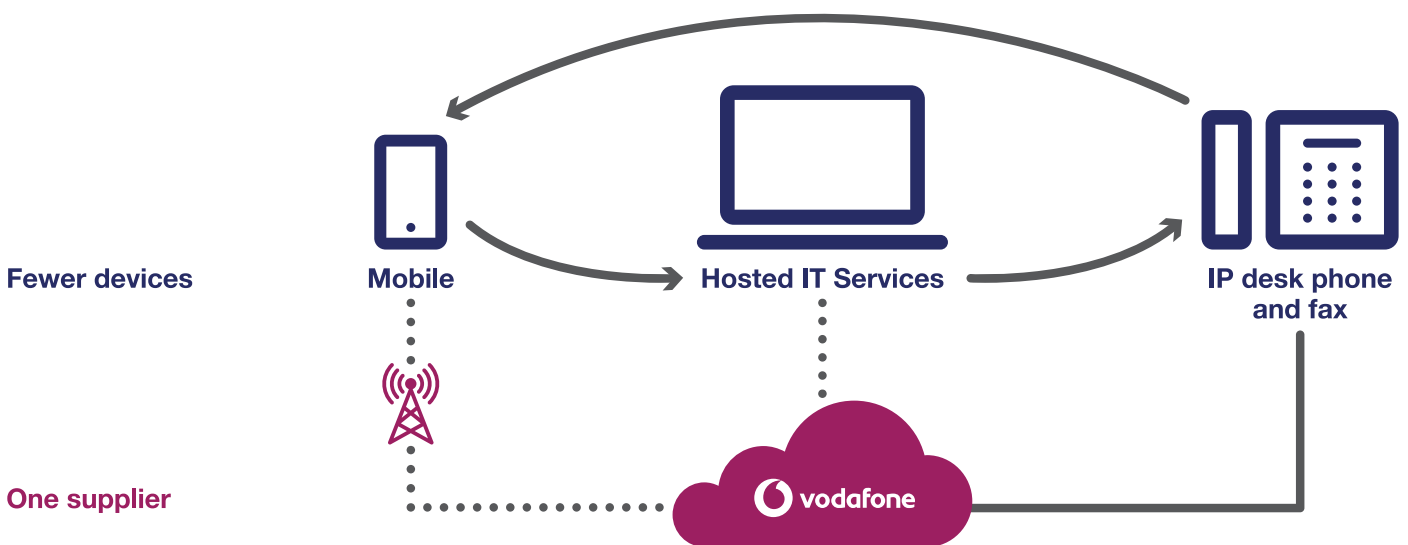 Fewer devices
Mobile
Hosted IT Services
IP desk phone
and fax
One supplier
vodafone